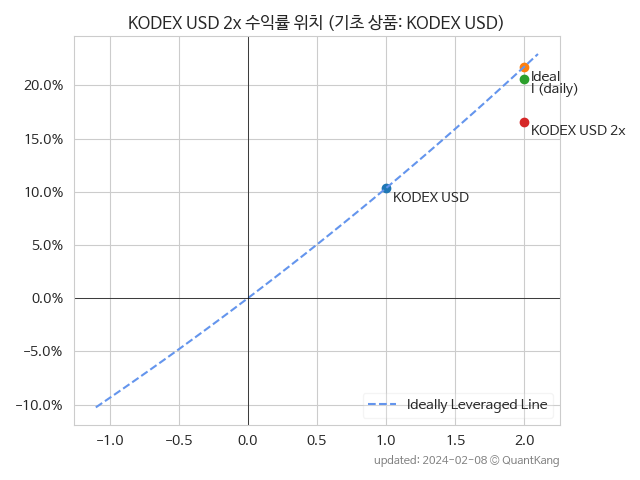 KODEX USD 2x 수익률 위치 (기초 상품: KODEX USD)
20.0%
15.0%
10.0%
5.0%
0.0%
−5.0%
−10.0%
Ideal
I (daily)
KODEX USD 2x
KODEX USD
Ideally Leveraged Line
−1.0 −0.5 0.0 0.5 1.0 1.5 2.0
updated: 2024-02-08 © QuantKang